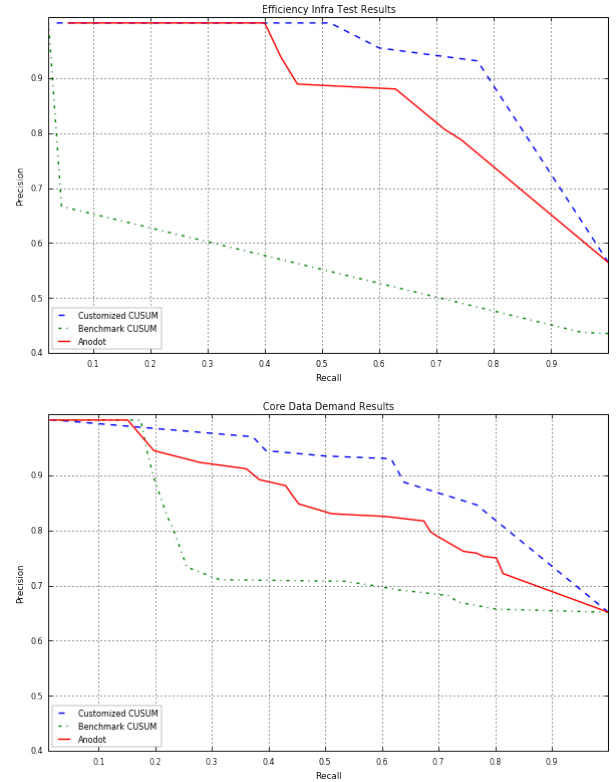 Efficiency Infra Test Results
0.9
0.8
0.7
0.6
0.5
0.4
Precision
Customized CUSUM
Benchmark CUSUM
Anodot
0.1 0.2 0.3 0.4 0.5 0.6 0.7 0.8 0.9
Recall
Core Data Demand Results
0.9
0.8
0.7
0.6
0.5
0.4
Precision
Customized CUSUM
Benchmark CUSUM
Anodot
0.1 0.2 0.3 0.4 0.5 0.6 0.7 0.8 0.9
Recall